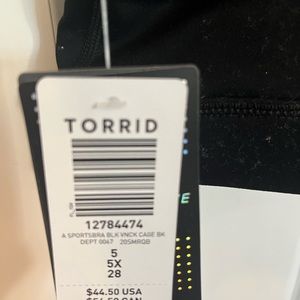 TORRID
12784474
A SPORTSBRA BLK VNCK CAGE BK
DEPT 0047 20SMRQB
5
5X
28
$44.50 USA